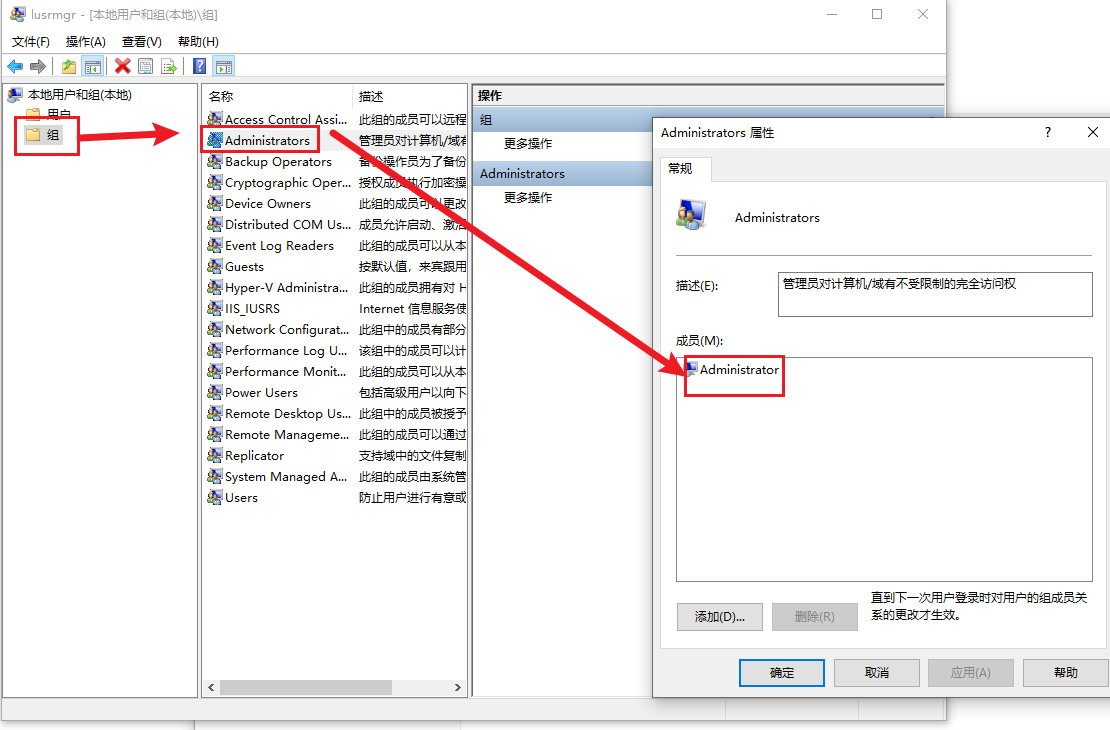 lusrmgr - [本地用户和组(本地)\组]
文件(F) 操作(A) 查看(V) 帮助(H)
本地用户和组(本地)
用户
组
名称 描述
Access Control Assi... 此组的成员可以远程
Administrators 管理员对计算机/域有
Backup Operators 备份操作员为了备份
Cryptographic Oper... 授权成员执行加密操
Device Owners 此组的成员可以更改
Distributed COM Us... 成员允许启动、激活
Event Log Readers 此组的成员可以从本
Guests 按默认值，来宾跟用
Hyper-V Administra... 此组的成员拥有对 H
IIS_IUSRS Internet 信息服务使
Network Configurat... 此组中的成员有部分
Performance Log U... 该组中的成员可以计
Performance Monit... 此组的成员可以从本
Power Users 包括高级用户以向下
Remote Desktop Us... 此组中的成员被授予
Remote Manageme... 此组的成员可以通过
Replicator 支持域中的文件复制
System Managed A... 此组的成员由系统管
Users 防止用户进行有意或
操作
组
更多操作
Administrators
更多操作
Administrators 属性
?
常规
Administrators
描述(E): 管理员对计算机/域有不受限制的完全访问权
成员(M):
Administrator
添加(D)... 删除(R)
直到下一次用户登录时对用户的组成员关
系的更改才生效。
确定 取消 应用(A) 帮助